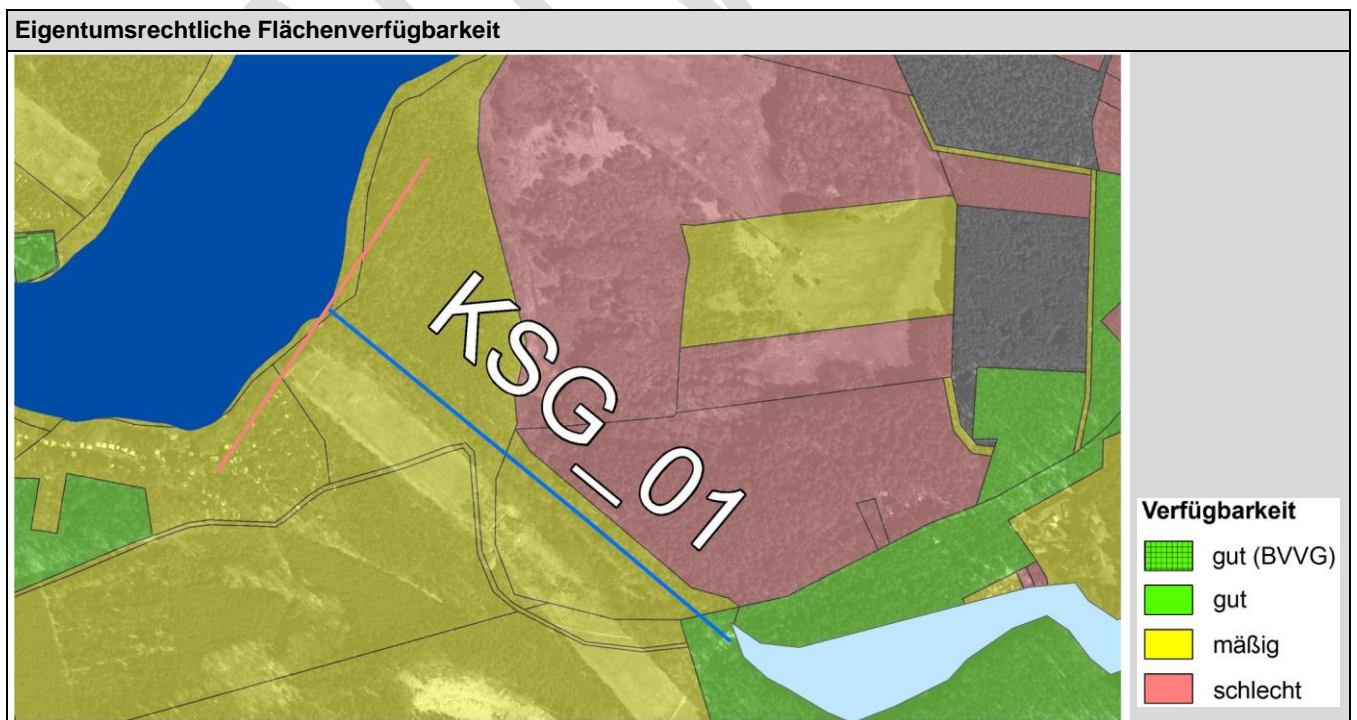 Eigentumsrechtliche Flächenverfügbarkeit
KSG_01
Verfügbarkeit
gut (BVVG)
gut
mäßig
schlecht